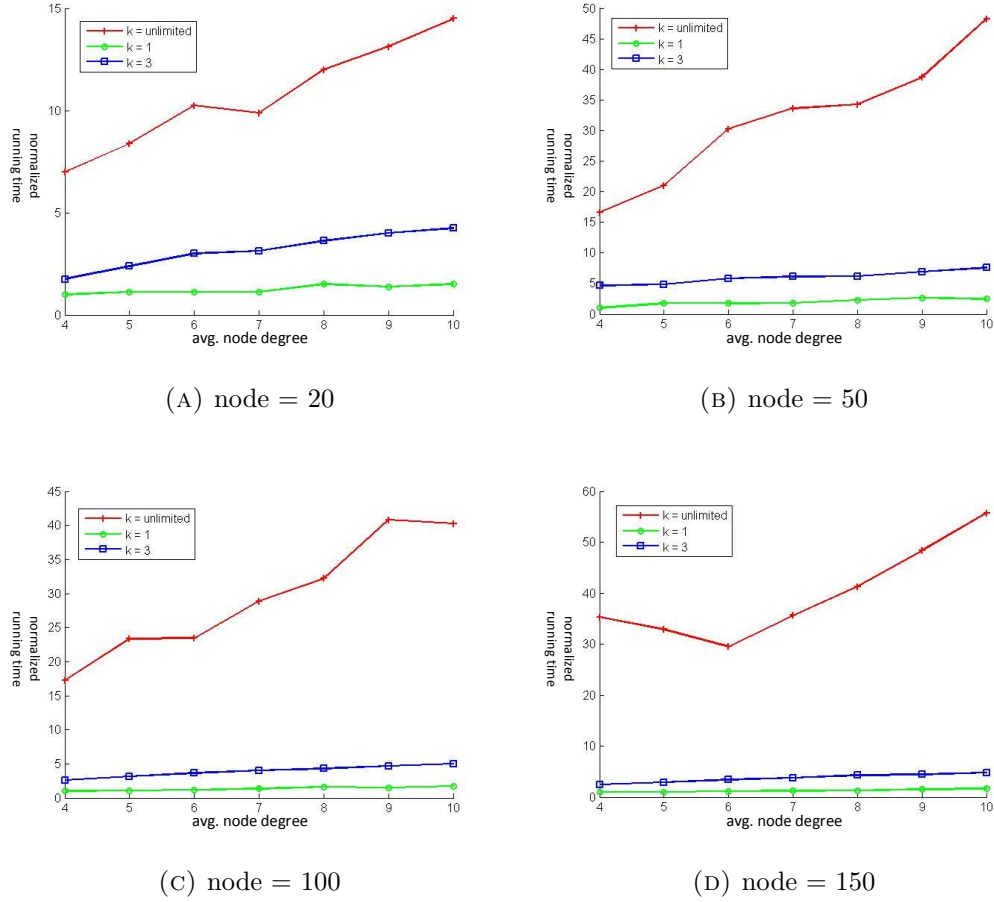 15
10
5
0
k = unlimited
k = 1
k = 3
normalized
running time
4 5 6 7 8 9 10
avg. node degree
(A) node = 20
50
45
40
35
30
25
20
15
10
5
0
k = unlimited
k = 1
k = 3
normalized
running time
4 5 6 7 8 9 10
avg. node degree
(B) node = 50
45
40
35
30
25
20
15
10
5
0
k = unlimited
k = 1
k = 3
normalized
running time
4 5 6 7 8 9 10
avg. node degree
(C) node = 100
60
50
40
30
20
10
0
k = unlimited
k = 1
k = 3
normalized
running time
4 5 6 7 8 9 10
avg. node degree
(D) node = 150